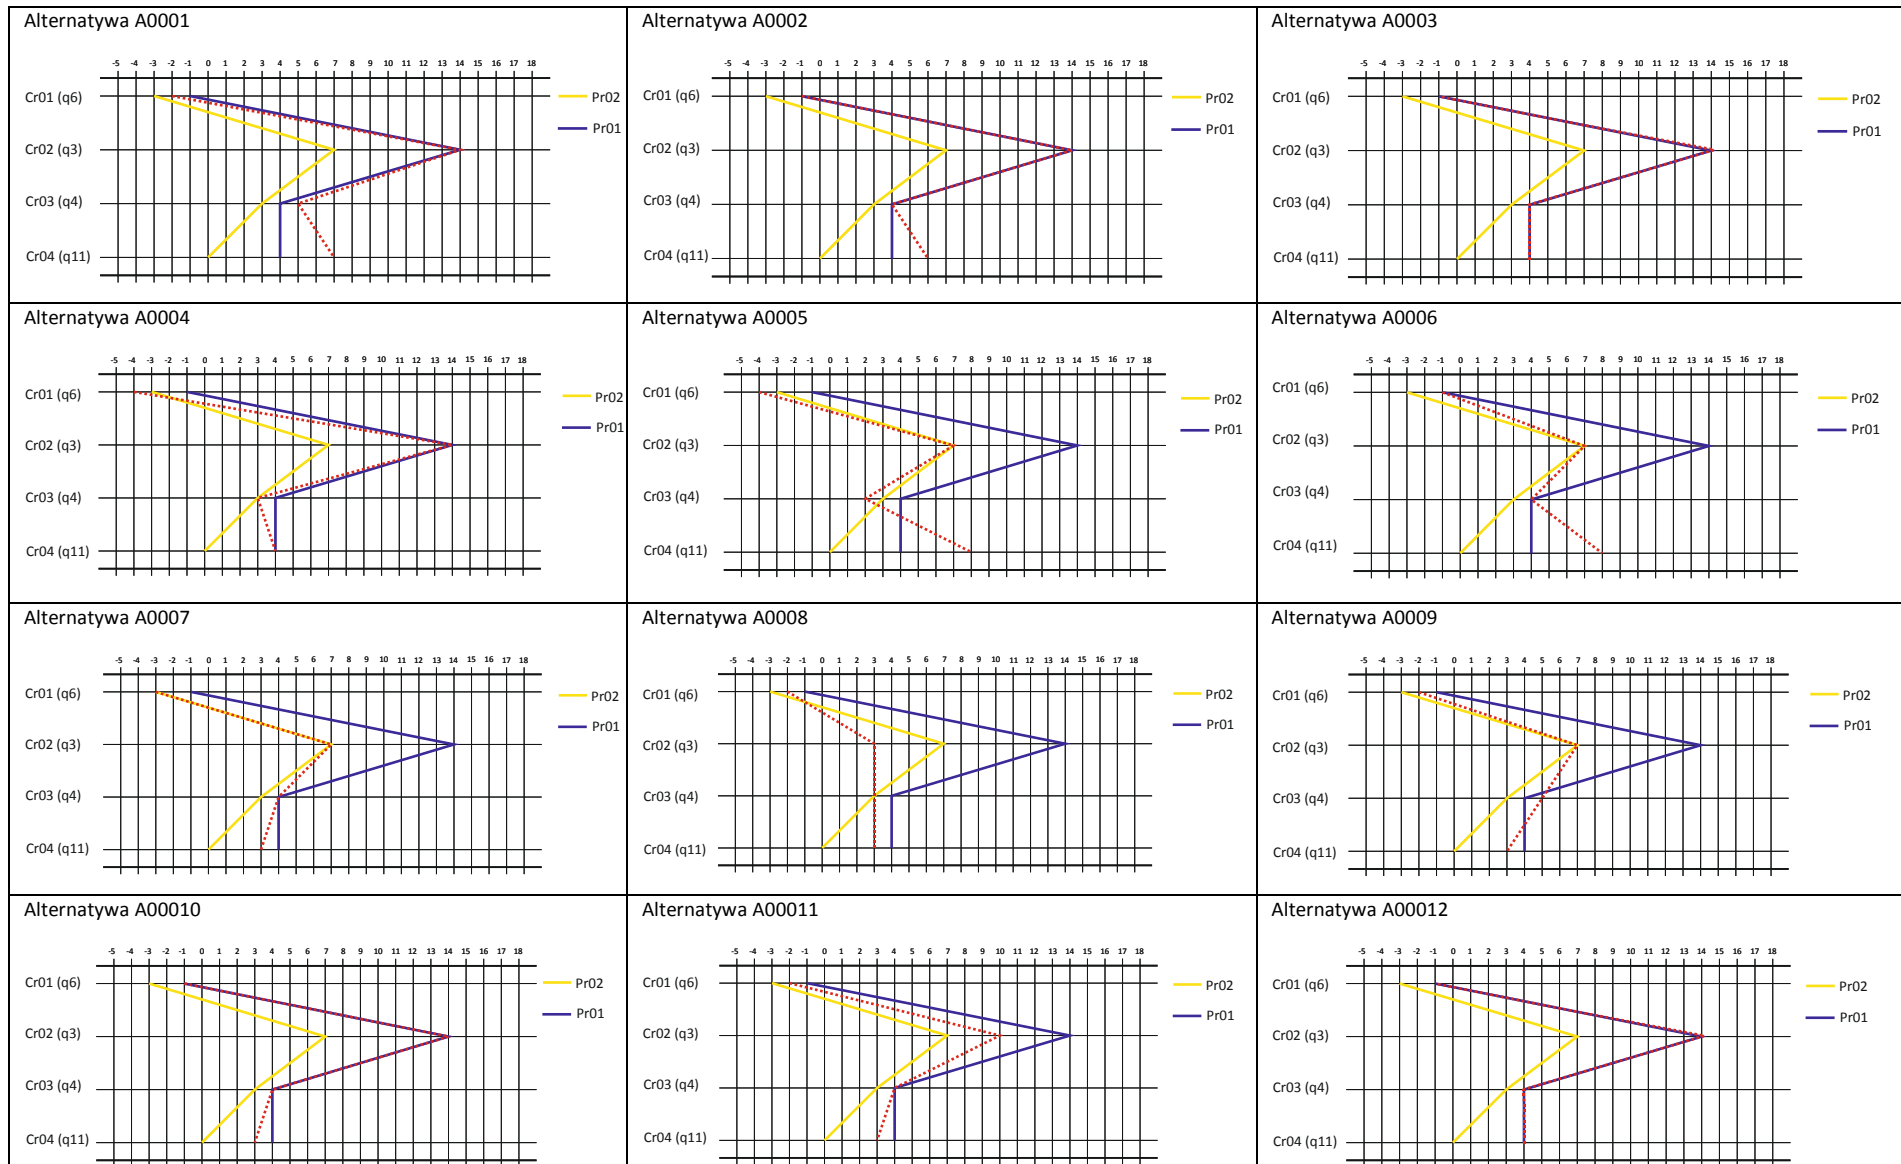 Alternatywa A0001
-5 -4 -3 -2 -1 0 1 2 3 4 5 6 7 8 9 10 11 12 13 14 15 16 17 18
Cr01 (q6)
Pr02
Pr01
Cr02 (q3)
Cr03 (q4)
Cr04 (q11)
Alternatywa A0002
-5 -4 -3 -2 -1 0 1 2 3 4 5 6 7 8 9 10 11 12 13 14 15 16 17 18
Cr01 (q6)
Pr02
Pr01
Cr02 (q3)
Cr03 (q4)
Cr04 (q11)
Alternatywa A0003
-5 -4 -3 -2 -1 0 1 2 3 4 5 6 7 8 9 10 11 12 13 14 15 16 17 18
Cr01 (q6)
Pr02
Pr01
Cr02 (q3)
Cr03 (q4)
Cr04 (q11)
Alternatywa A0004
-5 -4 -3 -2 -1 0 1 2 3 4 5 6 7 8 9 10 11 12 13 14 15 16 17 18
Cr01 (q6)
Pr02
Pr01
Cr02 (q3)
Cr03 (q4)
Cr04 (q11)
Alternatywa A0005
-5 -4 -3 -2 -1 0 1 2 3 4 5 6 7 8 9 10 11 12 13 14 15 16 17 18
Cr01 (q6)
Pr02
Pr01
Cr02 (q3)
Cr03 (q4)
Cr04 (q11)
Alternatywa A0006
-5 -4 -3 -2 -1 0 1 2 3 4 5 6 7 8 9 10 11 12 13 14 15 16 17 18
Cr01 (q6)
Pr02
Pr01
Cr02 (q3)
Cr03 (q4)
Cr04 (q11)
Alternatywa A0007
-5 -4 -3 -2 -1 0 1 2 3 4 5 6 7 8 9 10 11 12 13 14 15 16 17 18
Cr01 (q6)
Pr02
Pr01
Cr02 (q3)
Cr03 (q4)
Cr04 (q11)
Alternatywa A0008
-5 -4 -3 -2 -1 0 1 2 3 4 5 6 7 8 9 10 11 12 13 14 15 16 17 18
Cr01 (q6)
Pr02
Pr01
Cr02 (q3)
Cr03 (q4)
Cr04 (q11)
Alternatywa A0009
-5 -4 -3 -2 -1 0 1 2 3 4 5 6 7 8 9 10 11 12 13 14 15 16 17 18
Cr01 (q6)
Pr02
Pr01
Cr02 (q3)
Cr03 (q4)
Cr04 (q11)
Alternatywa A00010
-5 -4 -3 -2 -1 0 1 2 3 4 5 6 7 8 9 10 11 12 13 14 15 16 17 18
Cr01 (q6)
Pr02
Pr01
Cr02 (q3)
Cr03 (q4)
Cr04 (q11)
Alternatywa A00011
-5 -4 -3 -2 -1 0 1 2 3 4 5 6 7 8 9 10 11 12 13 14 15 16 17 18
Cr01 (q6)
Pr02
Pr01
Cr02 (q3)
Cr03 (q4)
Cr04 (q11)
Alternatywa A00012
-5 -4 -3 -2 -1 0 1 2 3 4 5 6 7 8 9 10 11 12 13 14 15 16 17 18
Cr01 (q6)
Pr02
Pr01
Cr02 (q3)
Cr03 (q4)
Cr04 (q11)